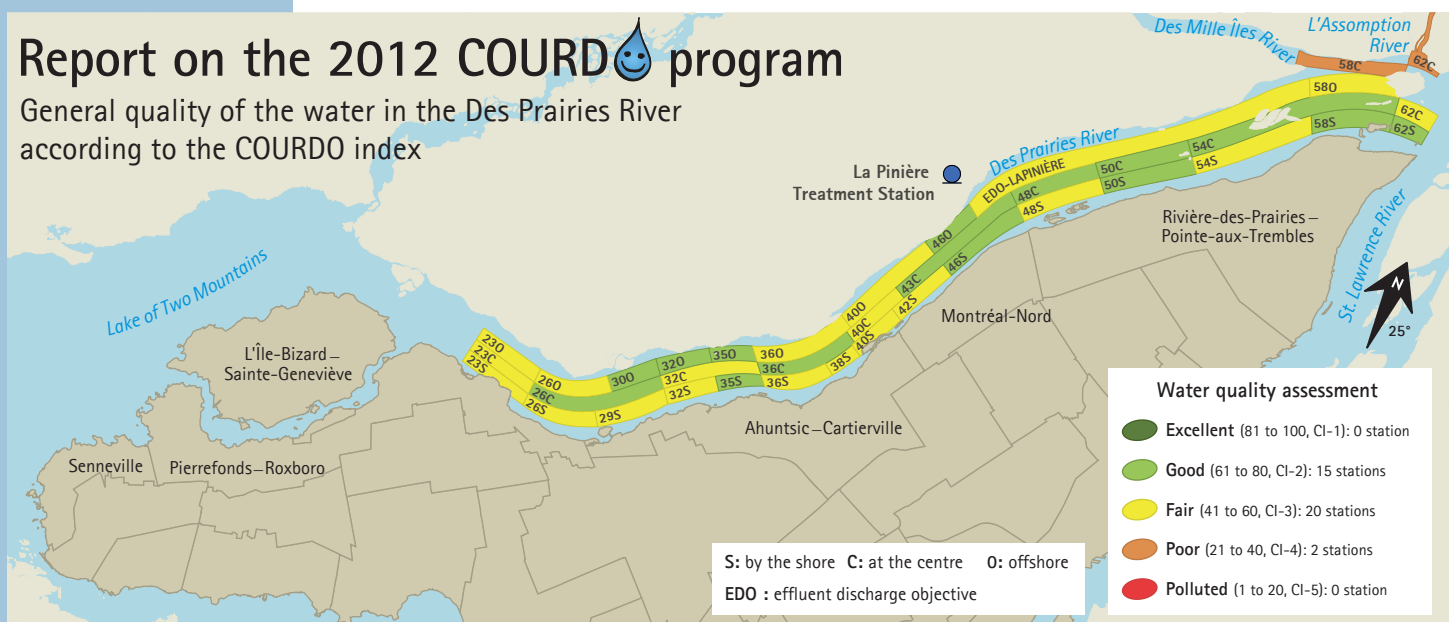 Report on the 2012 COURDO program
General quality of the water in the Des Prairies River
according to the COURDO index
Des Mille Îles River
L'Assomption
River
58C
62C
58O
62C
62S
58S
Des Prairies River
La Pinière
Treatment Station
EDO-LAPINIÈRE
54C
54S
50C
50S
48C
48S
46O
46S
43C
42S
40O
40C
40S
38S
36O
36C
36S
35O
35S
32O
32C
32S
30O
29S
26O
26C
26S
23O
23C
23S
Rivière-des-Prairies–
Pointe-aux-Trembles
St. Lawrence River
N
25°
Lake of Two Mountains
L'Île-Bizard–
Sainte-Geneviève
Montréal-Nord
Ahuntsic–Cartierville
Senneville
Pierrefonds–Roxboro
S: by the shore C: at the centre O: offshore
EDO : effluent discharge objective
Water quality assessment
Excellent (81 to 100, CI-1): 0 station
Good (61 to 80, CI-2): 15 stations
Fair (41 to 60, CI-3): 20 stations
Poor (21 to 40, CI-4): 2 stations
Polluted (1 to 20, CI-5): 0 station